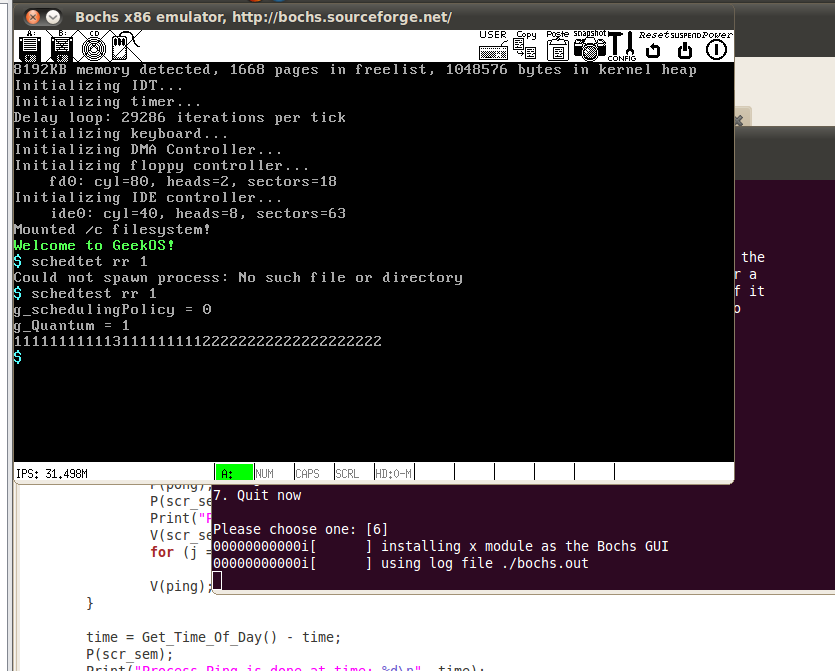 Bochs x86 emulator, http://bochs.sourceforge.net/
A: B: CD USER Copy Paste Snapshot CONFIG Reset SUSPEND Power
8192KB memory detected, 1668 pages in freelist, 1048576 bytes in kernel heap
Initializing IDT...
Initializing timer...
Delay loop: 29286 iterations per tick
Initializing keyboard...
Initializing DMA Controller...
Initializing floppy controller...
fd0: cyl=80, heads=2, sectors=18
Initializing IDE controller...
ide0: cyl=40, heads=8, sectors=63
Mounted /c filesystem!
Welcome to GeekOS!
$ schedtet rr 1
Could not spawn process: No such file or directory
$ schedtest rr 1
g_schedulingPolicy = 0
g_Quantum = 1
11111111111311111111122222222222222222222
$
IPS: 31.498M A: NUM CAPS SCRL HD:0-M
the
r a
f it
7. Quit now
Please choose one: [6]
00000000000i[ ] installing x module as the Bochs GUI
00000000000i[ ] using log file ./bochs.out
P(pong);
P(scr_se
Print("P
V(scr_se
for (j =
V(ping);
}
time = Get_Time_Of_Day() - time;
P(scr_sem);
Print("Process Ping is done at time: %d\n", time);